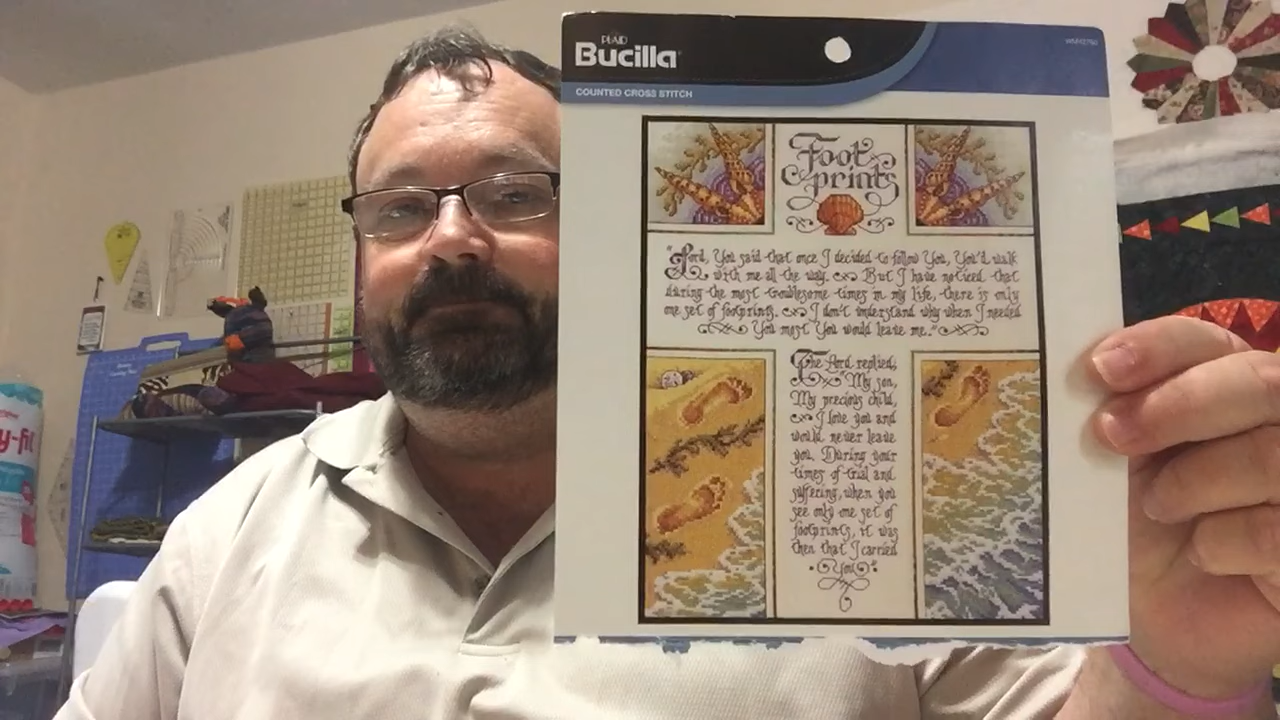 PLAID
Bucilla
COUNTED CROSS STITCH
Foot
prints
"Lord, You said that once I decided to follow You, You'd walk
with me all the way. But I have noticed that
during the most troublesome times in my life, there is only
one set of footprints. I don't understand why when I needed
You most You would leave me."
The Lord replied,
"My son,
My precious child,
I love you and
would never leave
you. During your
times of trial and
suffering, when you
see only one set of
footprints, it was
then that I carried
You"
y-fit